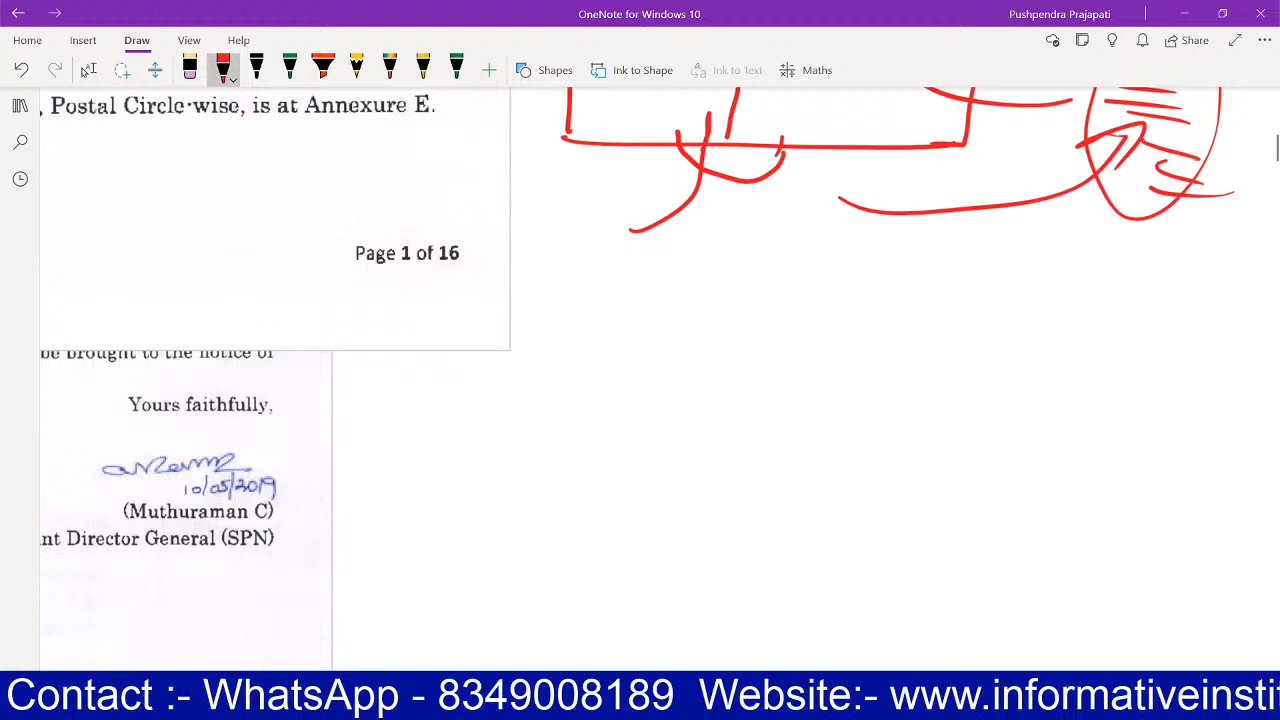 OneNote for Windows 10
Pushpendra Prajapati
Home Insert Draw View Help
Share
Shapes Ink to Shape Ink to Text Maths
, Postal Circle-wise, is at Annexure E.
Page 1 of 16
be brought to the notice of
Yours faithfully,
10/05/2019
(Muthuraman C)
nt Director General (SPN)
Contact :- WhatsApp - 8349008189 Website:- www.informativeinsti